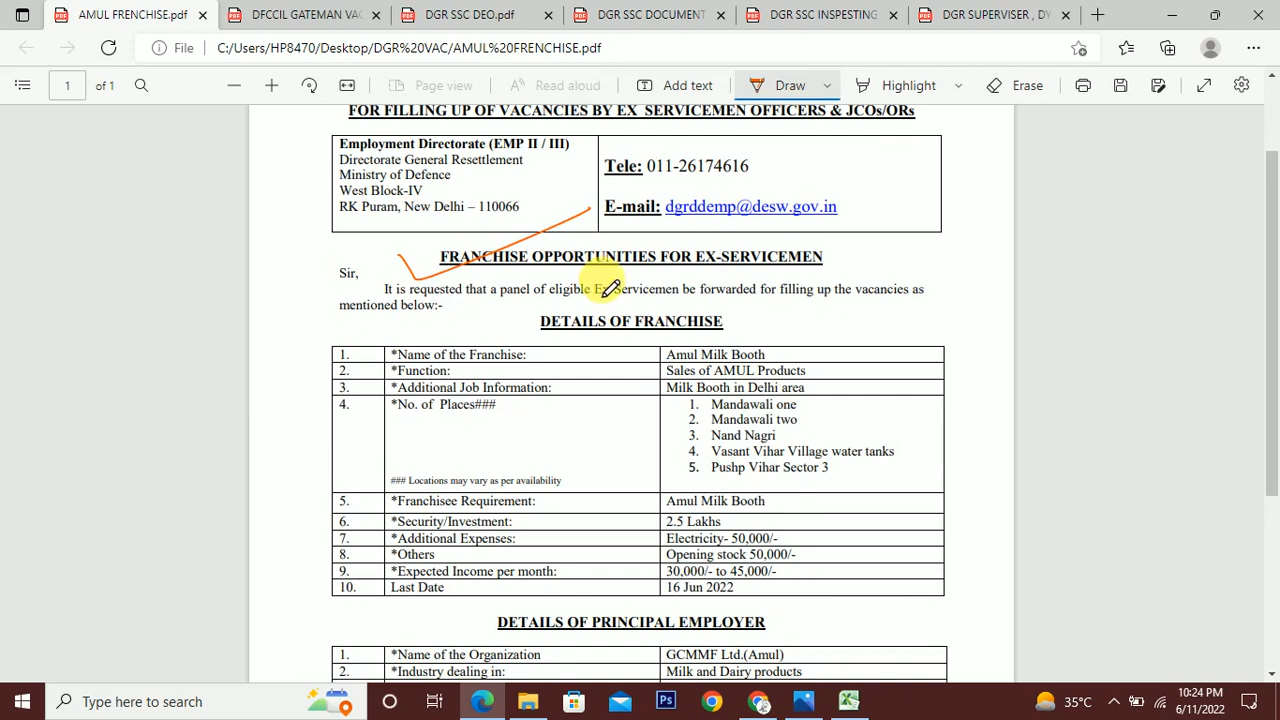 AMUL FRENCHISE.pdf
DFCCIL GATEMAN VAC
DGR SSC DEO.pdf
DGR SSC DOCUMENT
DGR SSC INSPESTING
DGR SUPERVISER , DY
File C:/Users/HP8470/Desktop/DGR%20VAC/AMUL%20FRENCHISE.pdf
1 of 1 Page view Read aloud Add text Draw Highlight Erase
FOR FILLING UP OF VACANCIES BY EX SERVICEMEN OFFICERS & JCOs/ORs
Employment Directorate (EMP II / III)
Directorate General Resettlement
Ministry of Defence
West Block-IV
RK Puram, New Delhi – 110066
Tele: 011-26174616
E-mail: dgrddemp@desw.gov.in
FRANCHISE OPPORTUNITIES FOR EX-SERVICEMEN
Sir,
It is requested that a panel of eligible Ex Servicemen be forwarded for filling up the vacancies as
mentioned below:-
DETAILS OF FRANCHISE
1. *Name of the Franchise: Amul Milk Booth
2. *Function: Sales of AMUL Products
3. *Additional Job Information: Milk Booth in Delhi area
4. *No. of Places### 1. Mandawali one
2. Mandawali two
3. Nand Nagri
4. Vasant Vihar Village water tanks
5. Pushp Vihar Sector 3
### Locations may vary as per availability
5. *Franchisee Requirement: Amul Milk Booth
6. *Security/Investment: 2.5 Lakhs
7. *Additional Expenses: Electricity- 50,000/-
8. *Others Opening stock 50,000/-
9. *Expected Income per month: 30,000/- to 45,000/-
10. Last Date 16 Jun 2022
DETAILS OF PRINCIPAL EMPLOYER
1. *Name of the Organization GCMMF Ltd.(Amul)
2. *Industry dealing in: Milk and Dairy products
Type here to search
Ps
35°C
10:24 PM
6/11/2022